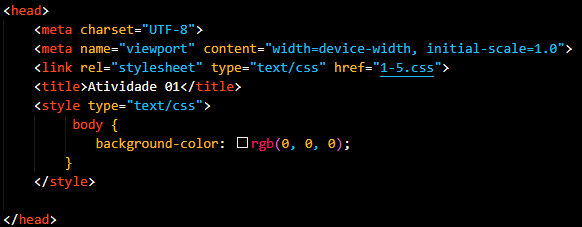 <head>
<meta charset="UTF-8">
<meta name="viewport" content="width=device-width, initial-scale=1.0">
<link rel="stylesheet" type="text/css" href="1-5.css">
<title>Atividade 01</title>
<style type="text/css">
body {
background-color: rgb(0, 0, 0);
}
</style>
</head>